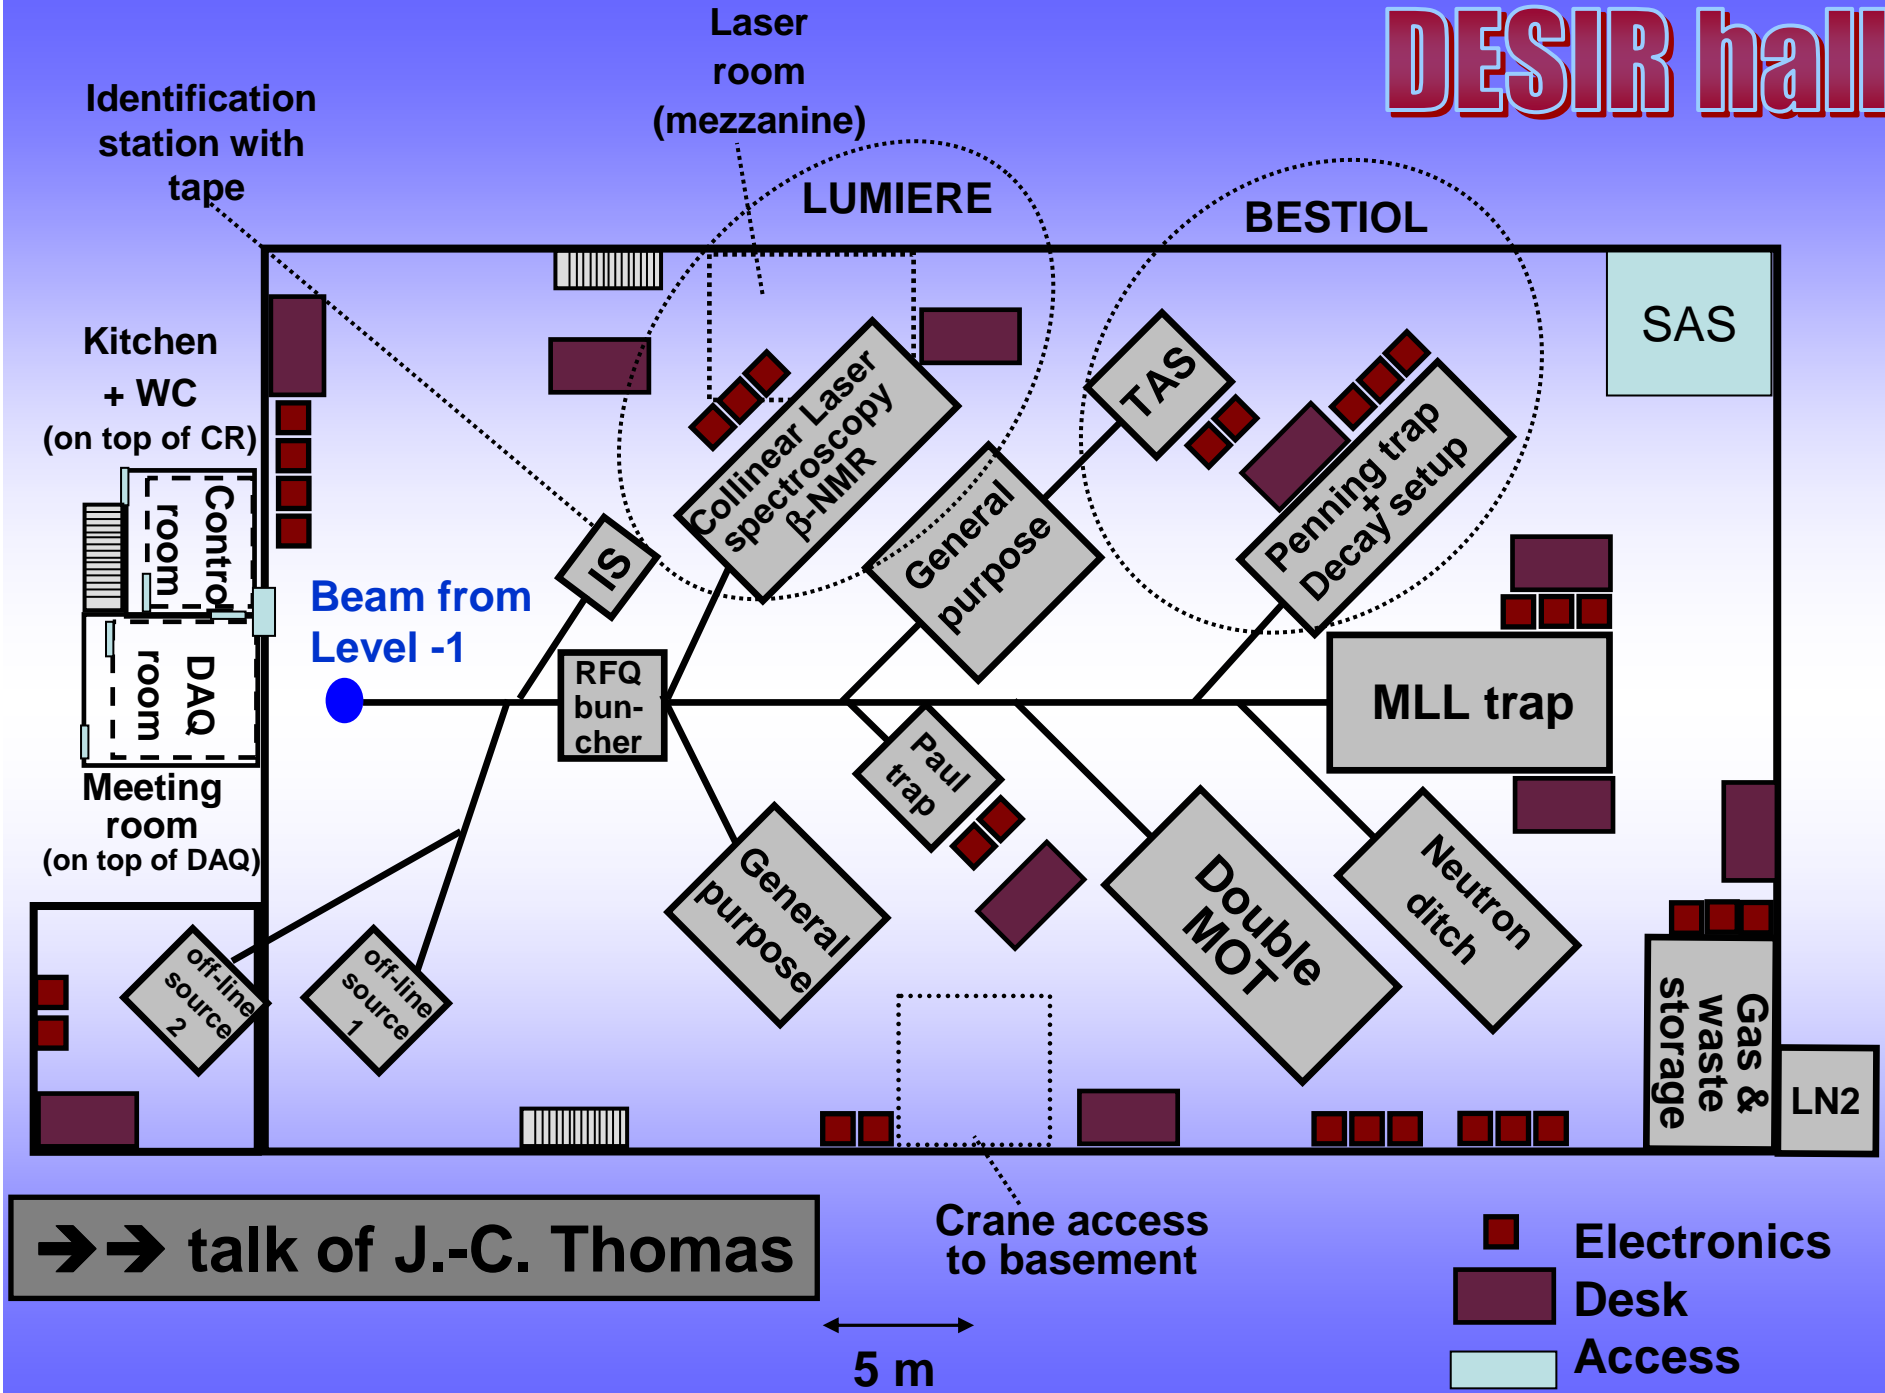 DESIR hall
Laser
room
(mezzanine)
Identification
station with
tape
LUMIERE
BESTIOL
SAS
Kitchen
+ WC
(on top of CR)
Control
room
DAQ
room
Meeting
room
(on top of DAQ)
Beam from
Level -1
IS
RFQ
bun-
cher
Collinear Laser
spectroscopy
β-NMR
General
purpose
TAS
Penning trap
+
Decay setup
MLL trap
Paul
trap
General
purpose
Double
MOT
Neutron
ditch
off-line
source
2
off-line
source
1
Gas &
waste
storage
LN2
➔➔ talk of J.-C. Thomas
Crane access
to basement
5 m
Electronics
Desk
Access